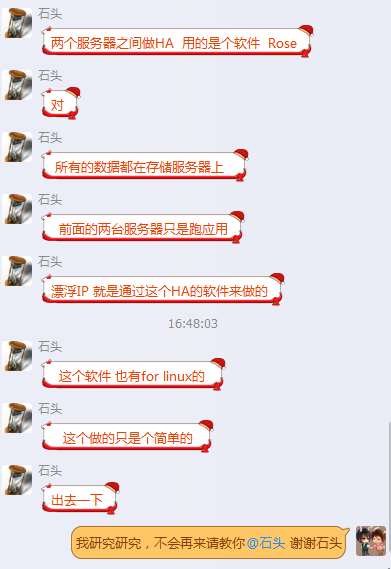 石头
两个服务器之间做HA  用的是个软件  Rose
石头
对
石头
所有的数据都在存储服务器上
石头
前面的两台服务器只是跑应用
石头
漂浮IP 就是通过这个HA的软件来做的
16:48:03
石头
这个软件 也有for linux的
石头
这个做的只是个简单的
石头
出去一下
我研究研究，不会再来请教你@石头 谢谢石头